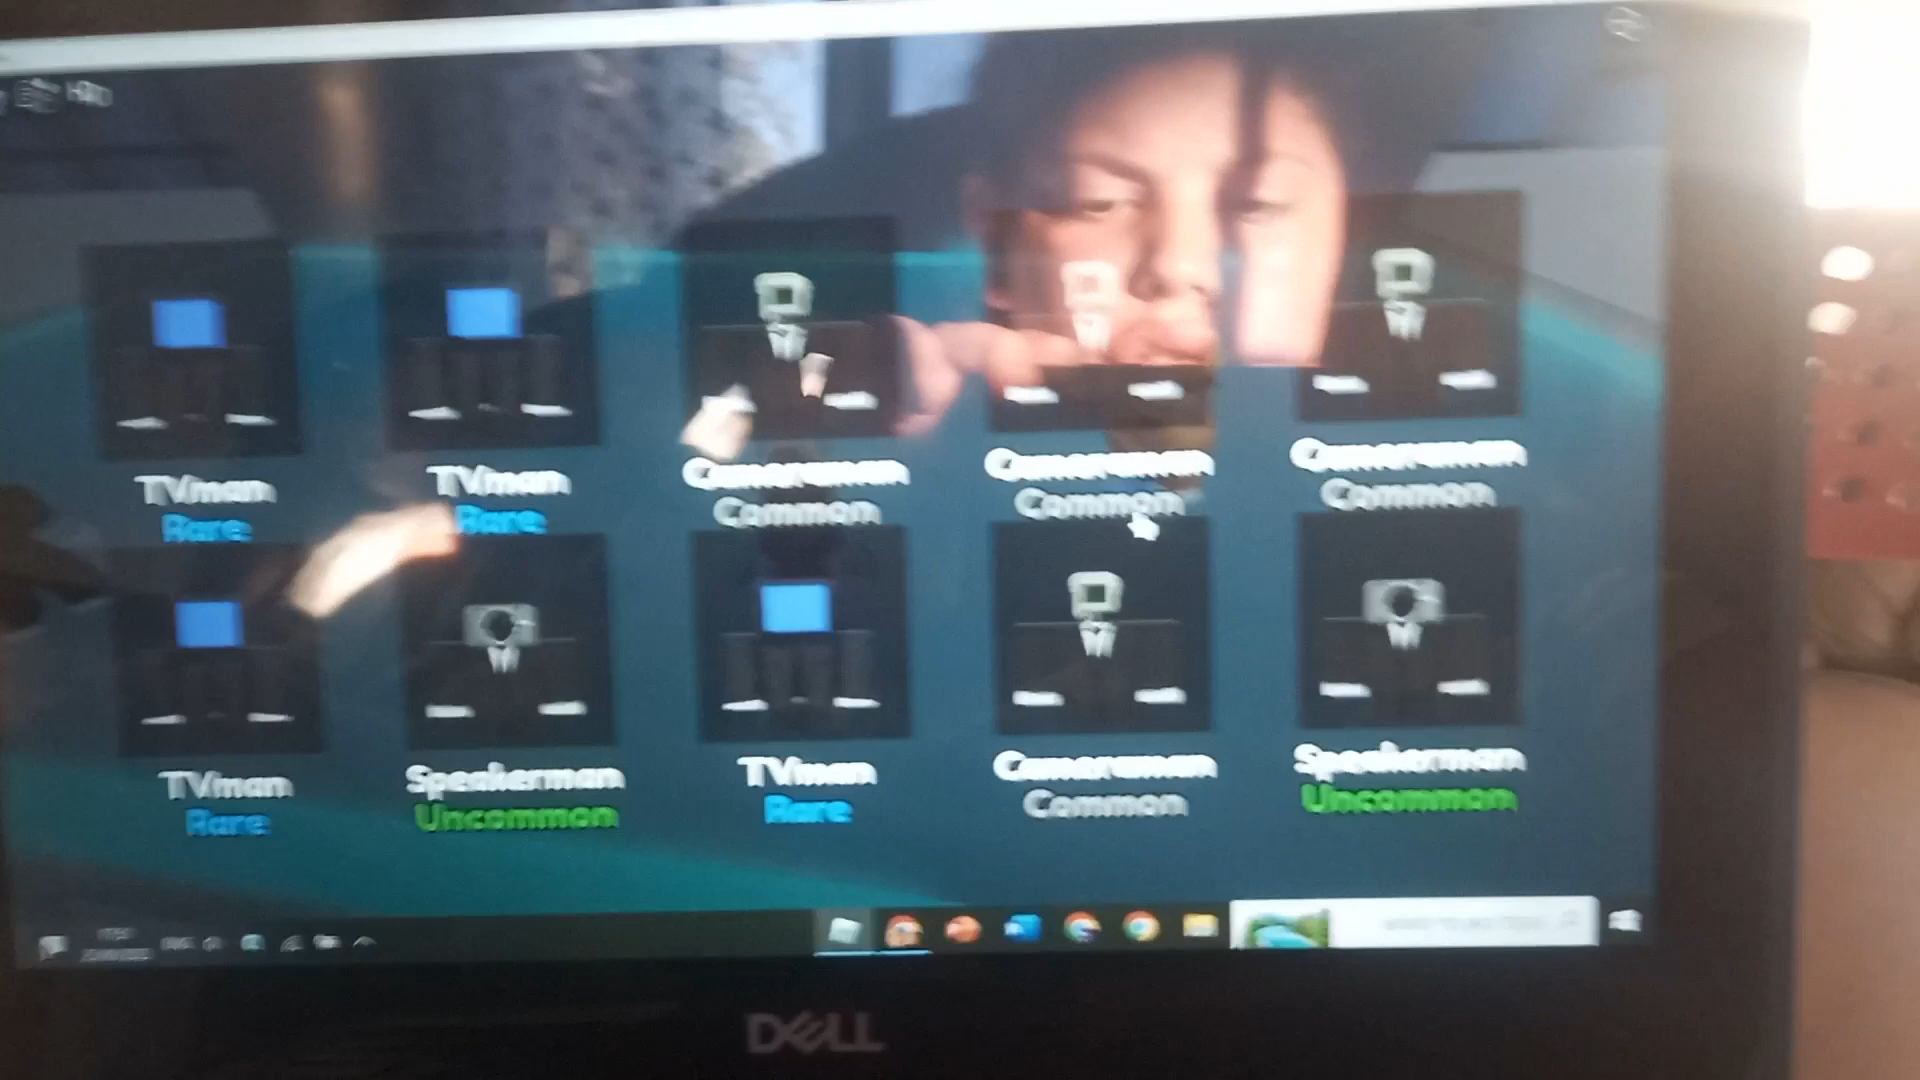 TVman
Rare
TVman
Rare
Cameraman
Common
Cameraman
Common
Cameraman
Common
TVman
Rare
Speakerman
Uncommon
TVman
Rare
Cameraman
Common
Speakerman
Uncommon
DELL